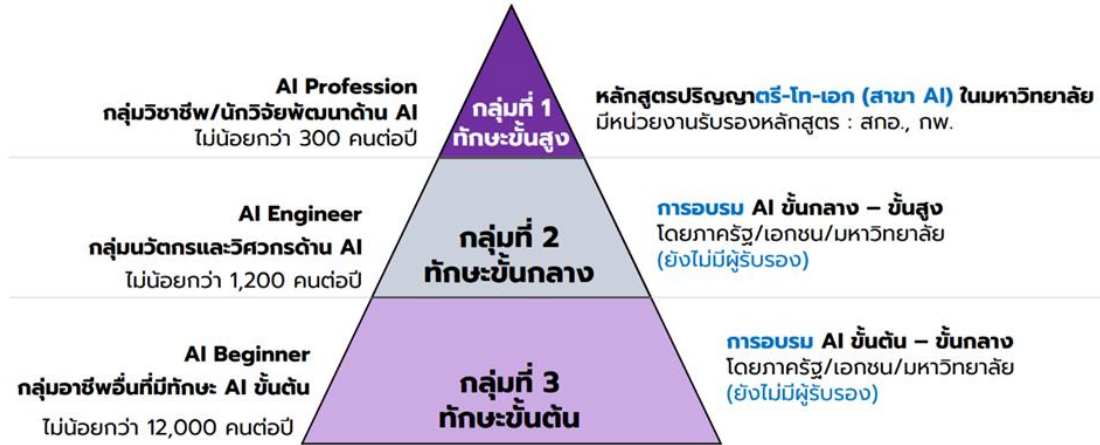 AI Profession
กลุ่มวิชาชีพ/นักวิจัยพัฒนาด้าน AI
ไม่น้อยกว่า 300 คนต่อปี
กลุ่มที่ 1
ทักษะขั้นสูง
หลักสูตรปริญญาตรี-โท-เอก (สาขา AI) ในมหาวิทยาลัย
มีหน่วยงานรับรองหลักสูตร : สกอ., กพ.
AI Engineer
กลุ่มนวัตกรและวิศวกรด้าน AI
ไม่น้อยกว่า 1,200 คนต่อปี
กลุ่มที่ 2
ทักษะขั้นกลาง
การอบรม AI ขั้นกลาง – ขั้นสูง
โดยภาครัฐ/เอกชน/มหาวิทยาลัย
(ยังไม่มีผู้รับรอง)
AI Beginner
กลุ่มอาชีพอื่นที่มีทักษะ AI ขั้นต้น
ไม่น้อยกว่า 12,000 คนต่อปี
กลุ่มที่ 3
ทักษะขั้นต้น
การอบรม AI ขั้นต้น – ขั้นกลาง
โดยภาครัฐ/เอกชน/มหาวิทยาลัย
(ยังไม่มีผู้รับรอง)